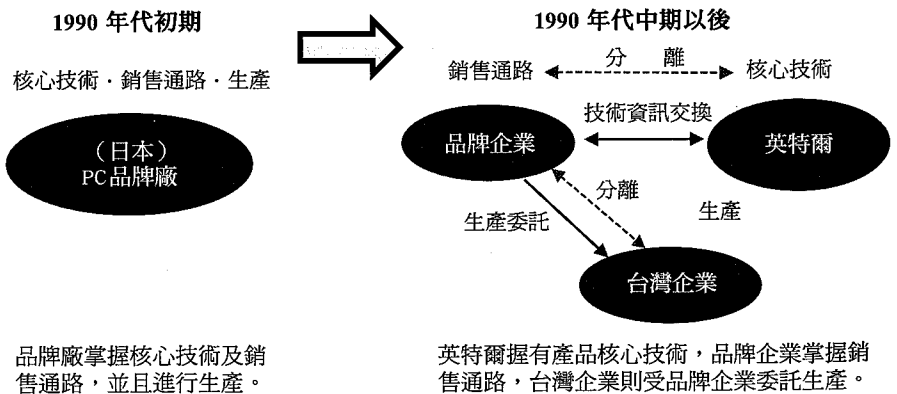 1990 年代初期
核心技術·銷售通路·生產
（日本）
PC品牌廠
品牌廠掌握核心技術及銷
售通路，並且進行生產。
1990 年代中期以後
銷售通路 分 離 核心技術
品牌企業 技術資訊交換 英特爾
分離
生產委託
生產
台灣企業
英特爾握有產品核心技術，品牌企業掌握銷
售通路，台灣企業則受品牌企業委託生產。